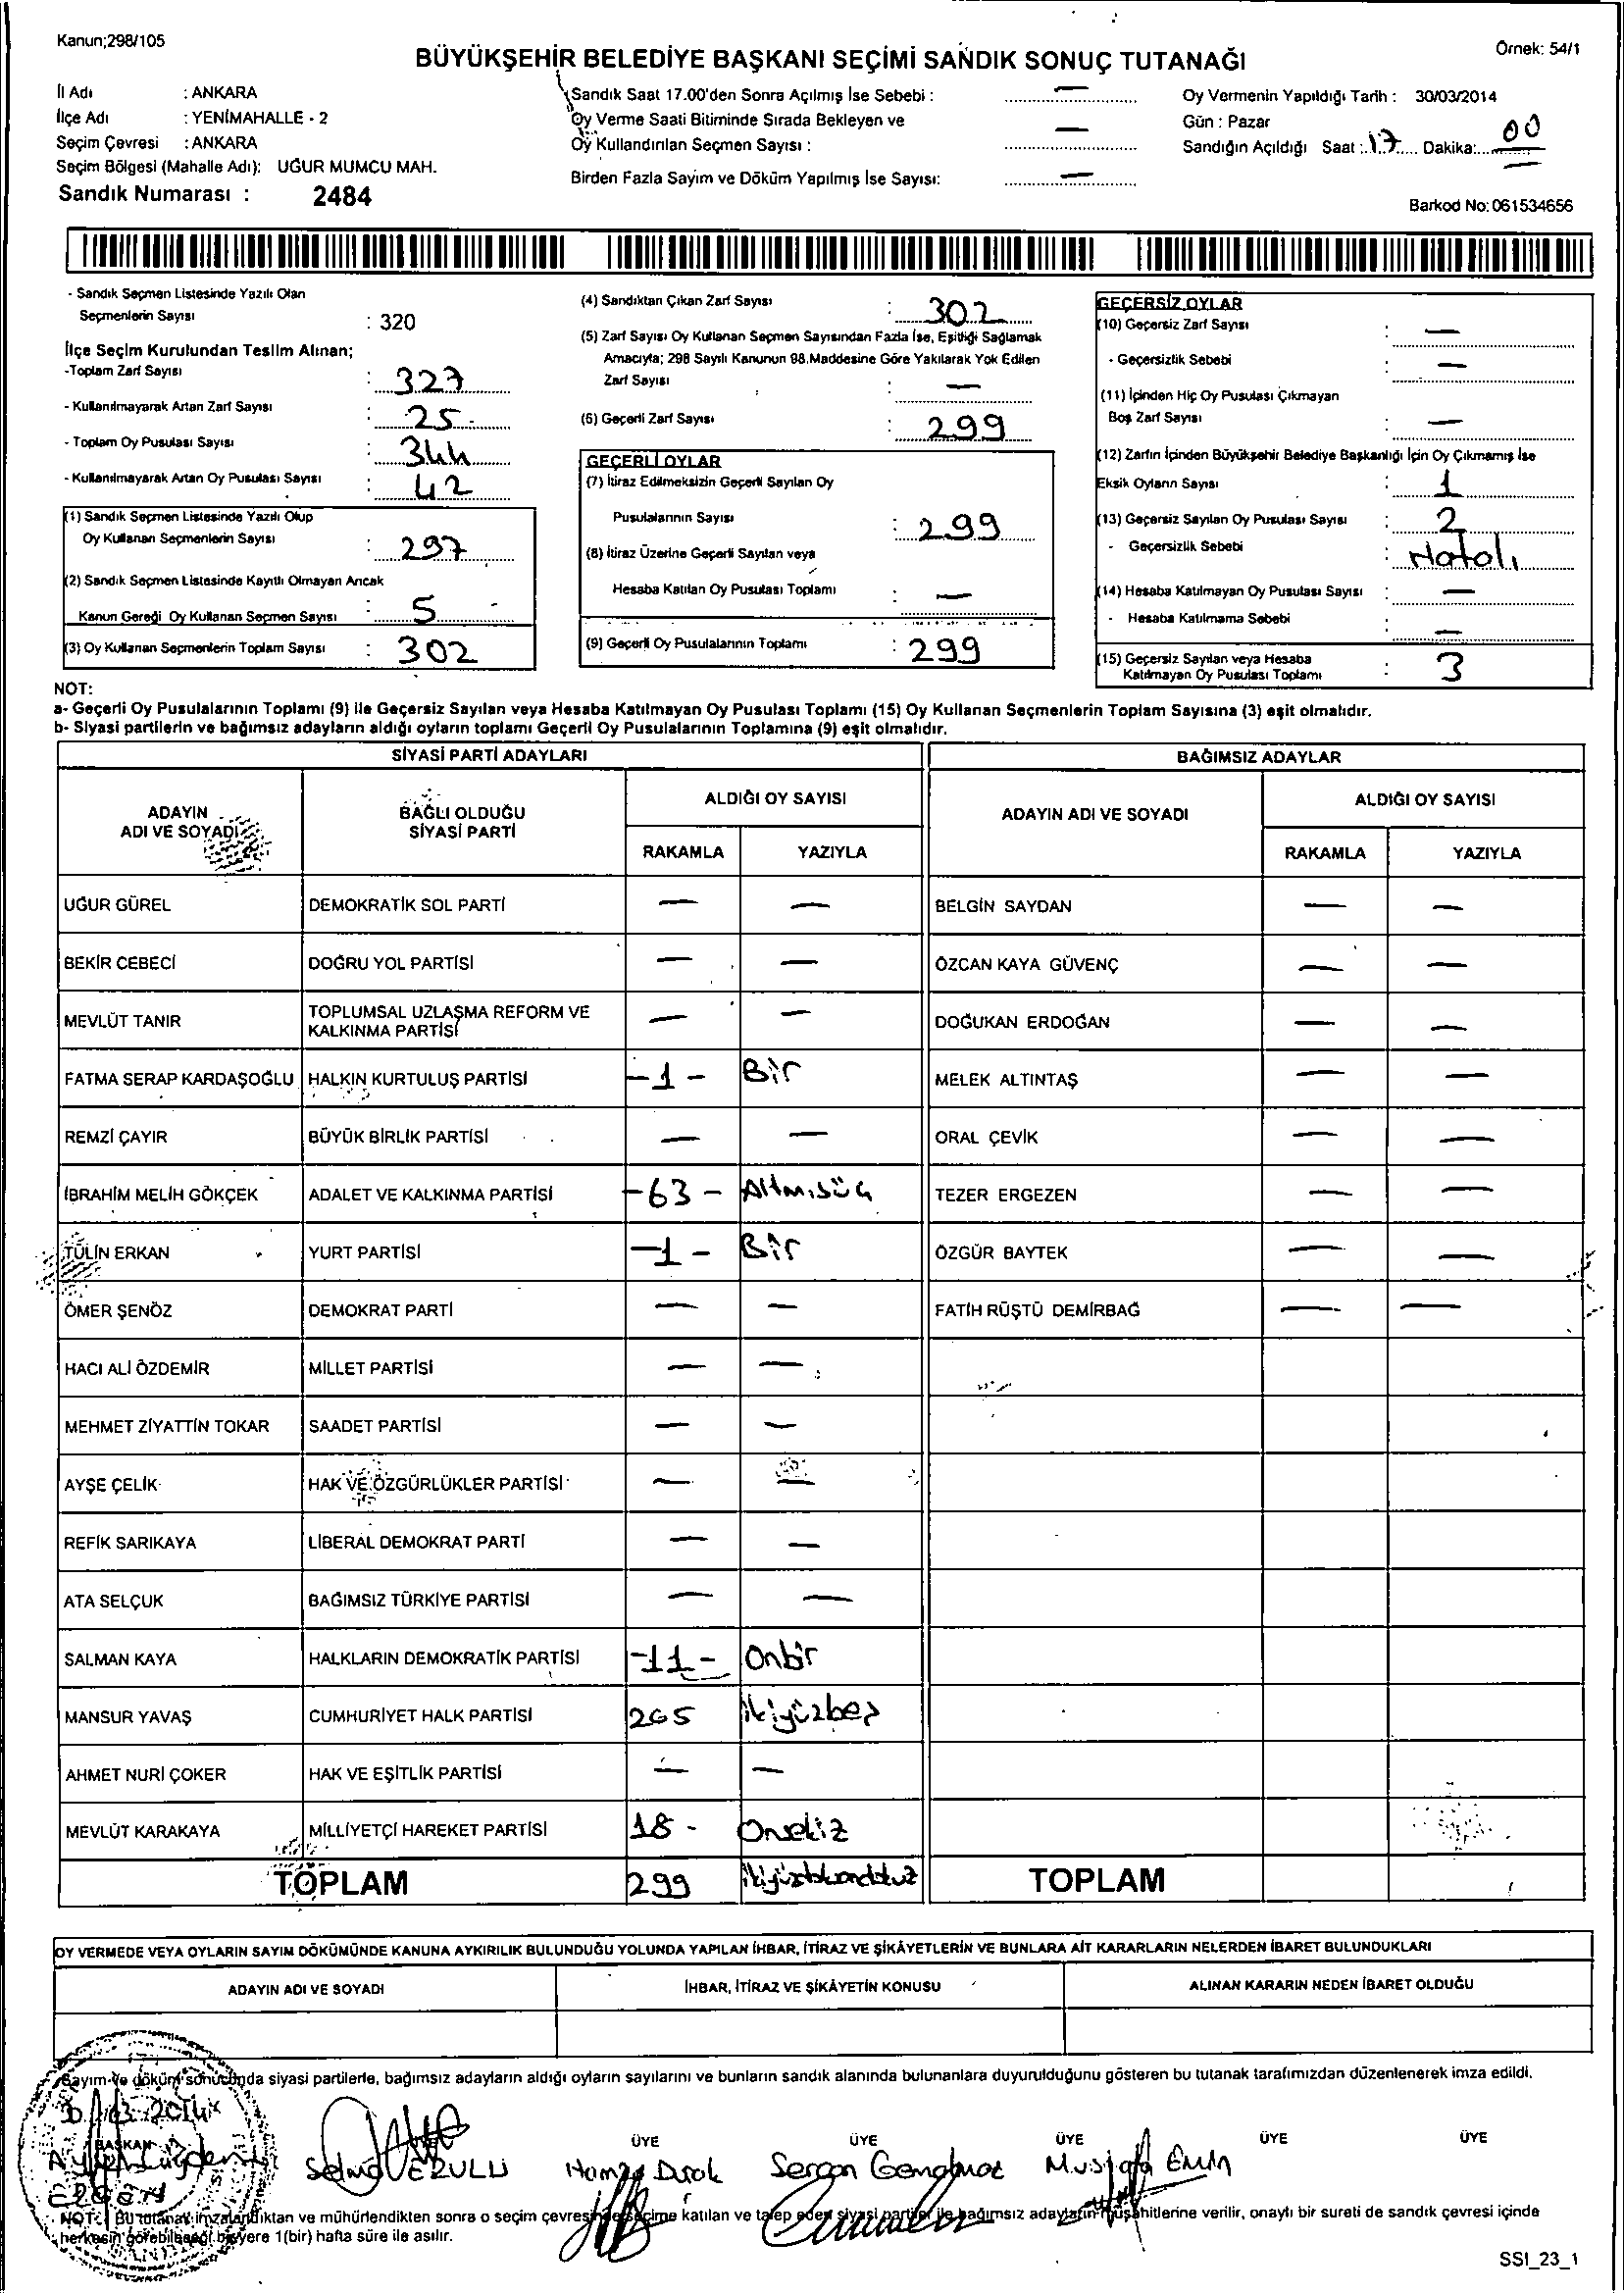 Kanun;298/105
BÜYÜKŞEHİR BELEDİYE BAŞKANI SEÇİMİ SANDIK SONUÇ TUTANAĞI
Örnek: 54/1
İl Adı : ANKARA
İlçe Adı : YENİMAHALLE - 2
Seçim Çevresi : ANKARA
Seçim Bölgesi (Mahalle Adı): UĞUR MUMCU MAH.
Sandık Numarası : 2484
Sandık Saat 17.00'den Sonra Açılmış İse Sebebi : —
Oy Verme Saati Bitiminde Sırada Bekleyen ve
Oy Kullandırılan Seçmen Sayısı : —
Birden Fazla Sayım ve Döküm Yapılmış İse Sayısı: —
Oy Vermenin Yapıldığı Tarih : 30/03/2014
Gün : Pazar
Sandığın Açıldığı Saat : 17 Dakika: 00
Barkod No: 061534656
- Sandık Seçmen Listesinde Yazılı Olan
Seçmenlerin Sayısı : 320
İlçe Seçim Kurulundan Teslim Alınan;
-Toplam Zarf Sayısı : 327
- Kullanılmayarak Artan Zarf Sayısı : 25
- Toplam Oy Pusulası Sayısı : 344
- Kullanılmayarak Artan Oy Pusulası Sayısı : 42
(1) Sandık Seçmen Listesinde Yazılı Olup
Oy Kullanan Seçmenlerin Sayısı : 297
(2) Sandık Seçmen Listesinde Kayıtlı Olmayan Ancak
Kanun Gereği Oy Kullanan Seçmen Sayısı : 5
(3) Oy Kullanan Seçmenlerin Toplam Sayısı : 302
(4) Sandıktan Çıkan Zarf Sayısı : 302
(5) Zarf Sayısı Oy Kullanan Seçmen Sayısından Fazla İse, Eşitliği Sağlamak
Amacıyla; 298 Sayılı Kanunun 98.Maddesine Göre Yakılarak Yok Edilen
Zarf Sayısı : —
(6) Geçerli Zarf Sayısı : 299
GEÇERLİ OYLAR
(7) İtiraz Edilmeksizin Geçerli Sayılan Oy
Pusulalarının Sayısı : 299
(8) İtiraz Üzerine Geçerli Sayılan veya
Hesaba Katılan Oy Pusulası Toplamı : —
(9) Geçerli Oy Pusulalarının Toplamı : 299
GEÇERSİZ OYLAR
(10) Geçersiz Zarf Sayısı : —
- Geçersizlik Sebebi : —
(11) İçinden Hiç Oy Pusulası Çıkmayan
Boş Zarf Sayısı : —
(12) Zarfın İçinden Büyükşehir Belediye Başkanlığı İçin Oy Çıkmamış İse
Eksik Oyların Sayısı : 1
(13) Geçersiz Sayılan Oy Pusulası Sayısı : 2
- Geçersizlik Sebebi : Hatalı
(14) Hesaba Katılmayan Oy Pusulası Sayısı : —
- Hesaba Katılmama Sebebi : —
(15) Geçersiz Sayılan veya Hesaba
Katılmayan Oy Pusulası Toplamı : 3
NOT:
a- Geçerli Oy Pusulalarının Toplamı (9) ile Geçersiz Sayılan veya Hesaba Katılmayan Oy Pusulası Toplamı (15) Oy Kullanan Seçmenlerin Toplam Sayısına (3) eşit olmalıdır.
b- Siyasi partilerin ve bağımsız adayların aldığı oyların toplamı Geçerli Oy Pusulalarının Toplamına (9) eşit olmalıdır.
SİYASİ PARTİ ADAYLARI
BAĞIMSIZ ADAYLAR
ADAYIN ADI VE SOYADI
BAĞLI OLDUĞU SİYASİ PARTİ
ALDIĞI OY SAYISI
RAKAMLA YAZIYLA
ADAYIN ADI VE SOYADI
ALDIĞI OY SAYISI
RAKAMLA YAZIYLA
UĞUR GÜREL DEMOKRATİK SOL PARTİ — — BELGİN SAYDAN — —
BEKİR CEBECİ DOĞRU YOL PARTİSİ — — ÖZCAN KAYA GÜVENÇ — —
MEVLÜT TANIR TOPLUMSAL UZLAŞMA REFORM VE KALKINMA PARTİSİ — — DOĞUKAN ERDOĞAN — —
FATMA SERAP KARDAŞOĞLU HALKIN KURTULUŞ PARTİSİ -1- Bir MELEK ALTINTAŞ — —
REMZİ ÇAYIR BÜYÜK BİRLİK PARTİSİ — — ORAL ÇEVİK — —
İBRAHİM MELİH GÖKÇEK ADALET VE KALKINMA PARTİSİ -63- Altmışüç TEZER ERGEZEN — —
TÜLİN ERKAN YURT PARTİSİ -1- Bir ÖZGÜR BAYTEK — —
ÖMER ŞENÖZ DEMOKRAT PARTİ — — FATİH RÜŞTÜ DEMİRBAĞ — —
HACI ALİ ÖZDEMİR MİLLET PARTİSİ — —
MEHMET ZİYATTİN TOKAR SAADET PARTİSİ — —
AYŞE ÇELİK HAK VE ÖZGÜRLÜKLER PARTİSİ — —
REFİK SARIKAYA LİBERAL DEMOKRAT PARTİ — —
ATA SELÇUK BAĞIMSIZ TÜRKİYE PARTİSİ — —
SALMAN KAYA HALKLARIN DEMOKRATİK PARTİSİ -11- Onbir
MANSUR YAVAŞ CUMHURİYET HALK PARTİSİ 205 ikiyüzbeş
AHMET NURİ ÇOKER HAK VE EŞİTLİK PARTİSİ — —
MEVLÜT KARAKAYA MİLLİYETÇİ HAREKET PARTİSİ 18 - Onsekiz
TOPLAM 299 ikiyüzdoksandokuz TOPLAM
OY VERMEDE VEYA OYLARIN SAYIM DÖKÜMÜNDE KANUNA AYKIRILIK BULUNDUĞU YOLUNDA YAPILAN İHBAR, İTİRAZ VE ŞİKÂYETLERİN VE BUNLARA AİT KARARLARIN NELERDEN İBARET BULUNDUKLARI
ADAYIN ADI VE SOYADI İHBAR, İTİRAZ VE ŞİKÂYETİN KONUSU ALINAN KARARIN NEDEN İBARET OLDUĞU
Sayım ve döküm sonucunda siyasi partilerle, bağımsız adayların aldığı oyların sayılarını ve bunların sandık alanında bulunanlara duyurulduğunu gösteren bu tutanak tarafımızdan düzenlenerek imza edildi.
BAŞKAN ÜYE ÜYE ÜYE ÜYE ÜYE
Hamza Durak Mustafa Emin
NOT: Bu tutanak imzalandıktan ve mühürlendikten sonra o seçim çevresinde seçime katılan ve talep eden siyasi partiler ile bağımsız adayların müşahitlerine verilir, onaylı bir sureti de sandık çevresi içinde
herkesin görebileceği bir yere 1(bir) hafta süre ile asılır.
SSI_23_1